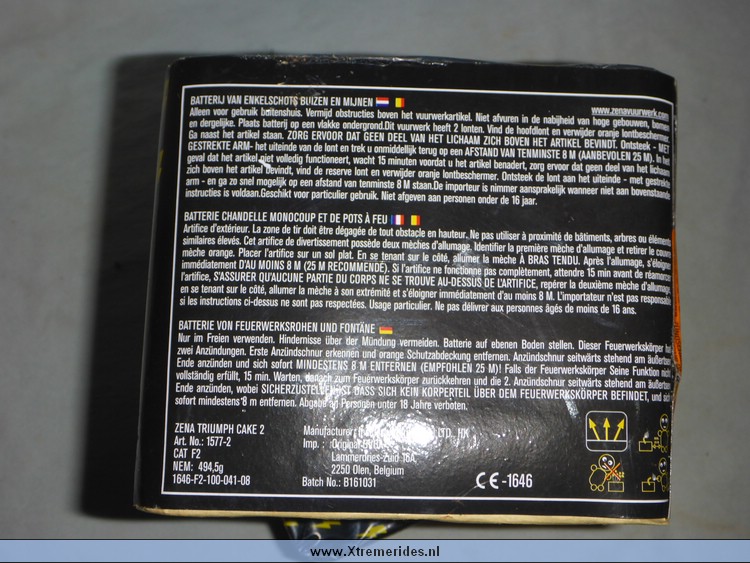 BATTERIJ VAN ENKELSCHOTS BUIZEN EN MIJNEN
www.zenavuurwerk.com
Alleen voor gebruik buitenshuis. Vermijd obstructies boven het vuurwerkartikel. Niet afvuren in de nabijheid van hoge gebouwen, bomen
en dergelijke. Plaats batterij op een vlakke ondergrond.Dit vuurwerk heeft 2 lonten. Vind de hoofdlont en verwijder oranje lontbescherming.
Ga naast het artikel staan. ZORG ERVOOR DAT GEEN DEEL VAN HET LICHAAM ZICH BOVEN HET ARTIKEL BEVINDT. Ontsteek - MET
GESTREKTE ARM- het uiteinde van de lont en trek u onmiddellijk terug op een AFSTAND VAN TENMINSTE 8 M (AANBEVOLEN 25 M). In het
geval dat het artikel niet volledig functioneert, wacht 15 minuten voordat u het artikel benadert, zorg ervoor dat geen deel van het lichaam
zich boven het artikel bevindt, vind de reserve lont en verwijder oranje lontbeschermer. Ontsteek de lont aan het uiteinde - met gestrekte
arm - en ga zo snel mogelijk op een afstand van tenminste 8 M staan.De importeur is nimmer aansprakelijk wanneer niet aan bovenstaande
instructies is voldaan.Geschikt voor particulier gebruik. Niet afgeven aan personen onder de 16 jaar.
BATTERIE CHANDELLE MONOCOUP ET DE POTS À FEU
Artifice d'extérieur. La zone de tir doit être dégagée de tout obstacle en hauteur. Ne pas utiliser à proximité de bâtiments, arbres ou éléments
similaires élevés. Cet artifice de divertissement possède deux mèches d'allumage. Identifier la première mèche d'allumage et retirer le couvre
mèche orange. Placer l'artifice sur un sol plat. En se tenant sur le côté, allumer la mèche À BRAS TENDU. Après l'allumage, s'éloigner
immédiatement D'AU MOINS 8 M (25 M RECOMMENDÉ). Si l'artifice ne fonctionne pas complètement, attendre 15 min avant de réamorcer
l'artifice, S'ASSURER QU'AUCUNE PARTIE DU CORPS NE SE TROUVE AU-DESSUS DE L'ARTIFICE, repérer la deuxième mèche d'allumage,
en se tenant sur le côté, allumer la mèche à son extrémité et s'éloigner immédiatement d'au moins 8 M. L'importateur n'est pas responsable
si les instructions ci-dessus ne sont pas respectées. Usage particulier. Ne pas délivrer aux personnes âgés de moins de 16 ans.
BATTERIE VON FEUERWERKSROHEN UND FONTÄNE
Nur im Freien verwenden. Hindernisse über der Mündung vermeiden. Batterie auf ebenen Boden stellen. Dieser Feuerwerkskörper hat
zwei Anzündungen. Erste Anzündschnur erkennen und orange Schutzabdeckung entfernen. Anzündschnur seitwärts stehend am äußersten
Ende anzünden und sich sofort MINDESTENS 8 M ENTFERNEN (EMPFOHLEN 25 M)! Falls der Feuerwerkskörper Seine Funktion nicht
vollständig erfüllt, 15 min. Warten, danach zum Feuerwerkskörper zurückkehren und die 2. Anzündschnur seitwärts stehend am äußersten
Ende anzünden, wobei SICHERZUSTELLEN IST DASS SICH KEIN KÖRPERTEIL ÜBER DEM FEUERWERKSKÖRPER BEFINDET, und sich
sofort mindestens 8 m entfernen. Abgabe an Personen unter 18 Jahre verboten.
ZENA TRIUMPH CAKE 2
Art. No.: 1577-2
CAT F2
NEM: 494,5g
1646-F2-100-041-08
Manufacturer: LTD. HK
Imp. : Original
Lammerdries-Zuid 18A
2250 Olen, Belgium
Batch No.: B161031
CE-1646
www.Xtremerides.nl